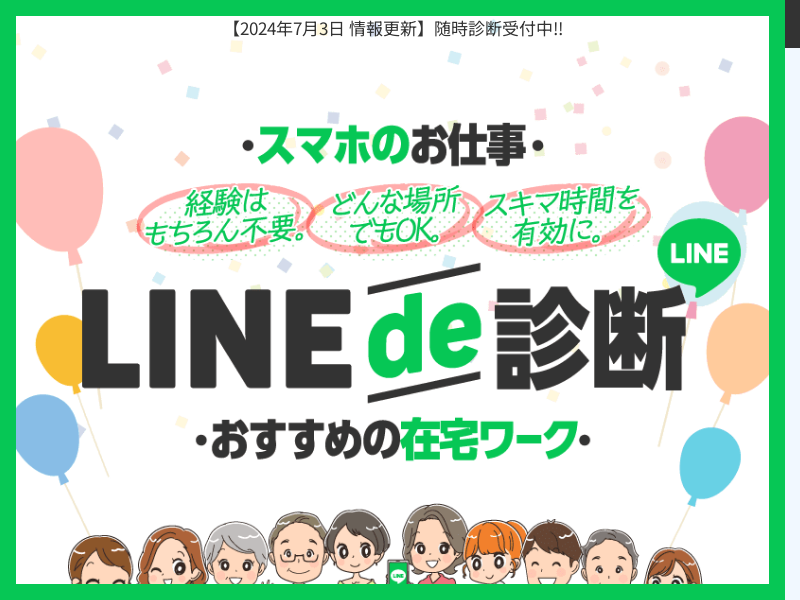 【2024年7月3日 情報更新】随時診断受付中!!
・スマホのお仕事・
経験は
もちろん不要。
どんな場所
でもOK。
スキマ時間を
有効に。
LINE
LINE de 診断
・おすすめの在宅ワーク・
LINE